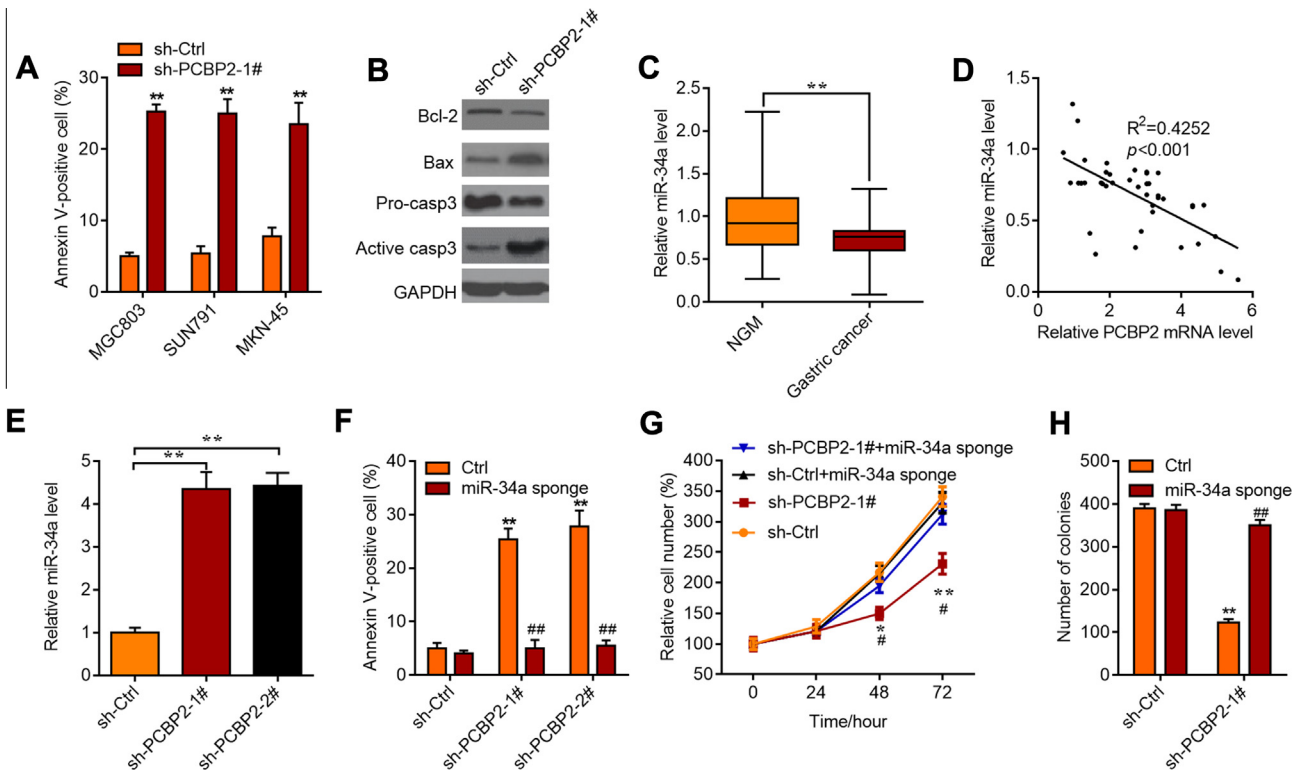 A
sh-Ctrl
sh-PCBP2-1#
Annexin V-positive cell (%)
30
20
10
0
**
**
**
MGC803
SUN791
MKN-45
B
sh-Ctrl
sh-PCBP2-1#
Bcl-2
Bax
Pro-casp3
Active casp3
GAPDH
C
Relative miR-34a level
2.5
2.0
1.5
1.0
0.5
0.0
**
NGM
Gastric cancer
D
Relative miR-34a level
1.5
1.0
0.5
0.0
R2=0.4252
p<0.001
0
2
4
6
Relative PCBP2 mRNA level
E
Relative miR-34a level
5
4
3
2
1
0
**
**
sh-Ctrl
sh-PCBP2-1#
sh-PCBP2-2#
F
Ctrl
miR-34a sponge
Annexin V-positive cell (%)
40
30
20
10
0
**
##
**
##
sh-Ctrl
sh-PCBP2-1#
sh-PCBP2-2#
G
sh-PCBP2-1#+miR-34a sponge
sh-Ctrl+miR-34a sponge
sh-PCBP2-1#
sh-Ctrl
Relative cell number (%)
400
350
300
250
200
150
100
50
*
#
**
#
0
24
48
72
Time/hour
H
Ctrl
miR-34a sponge
Number of colonies
500
400
300
200
100
0
**
##
sh-Ctrl
sh-PCBP2-1#